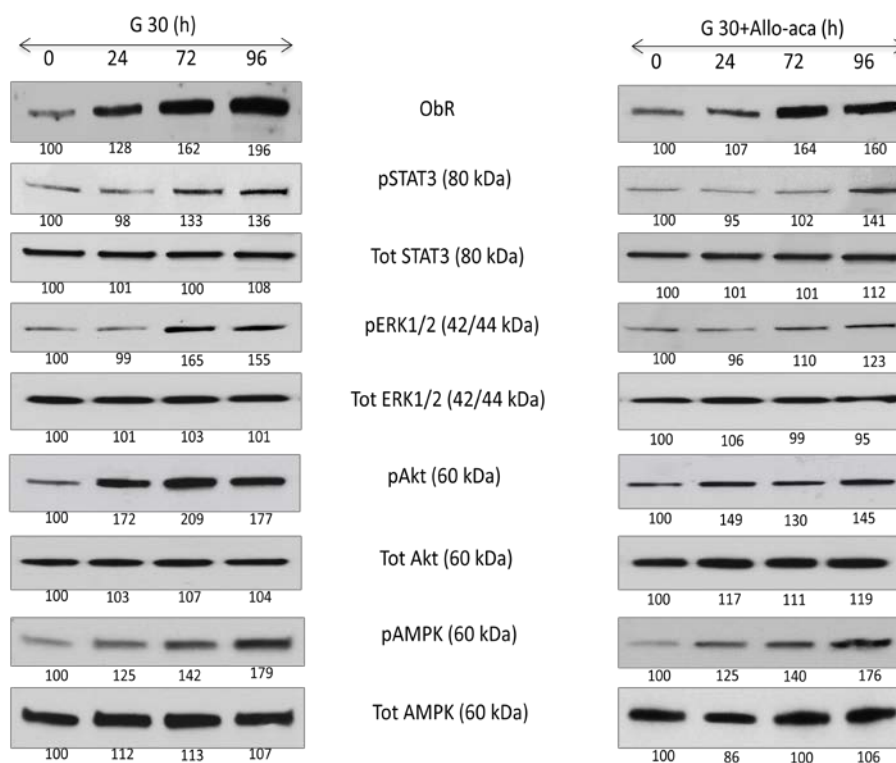 G 30 (h)
0 24 72 96
G 30+Allo-aca (h)
0 24 72 96
ObR
100 128 162 196
100 107 164 160
pSTAT3 (80 kDa)
100 98 133 136
100 95 102 141
Tot STAT3 (80 kDa)
100 101 100 108
100 101 101 112
pERK1/2 (42/44 kDa)
100 99 165 155
100 96 110 123
Tot ERK1/2 (42/44 kDa)
100 101 103 101
100 106 99 95
pAkt (60 kDa)
100 172 209 177
100 149 130 145
Tot Akt (60 kDa)
100 103 107 104
100 117 111 119
pAMPK (60 kDa)
100 125 142 179
100 125 140 176
Tot AMPK (60 kDa)
100 112 113 107
100 86 100 106